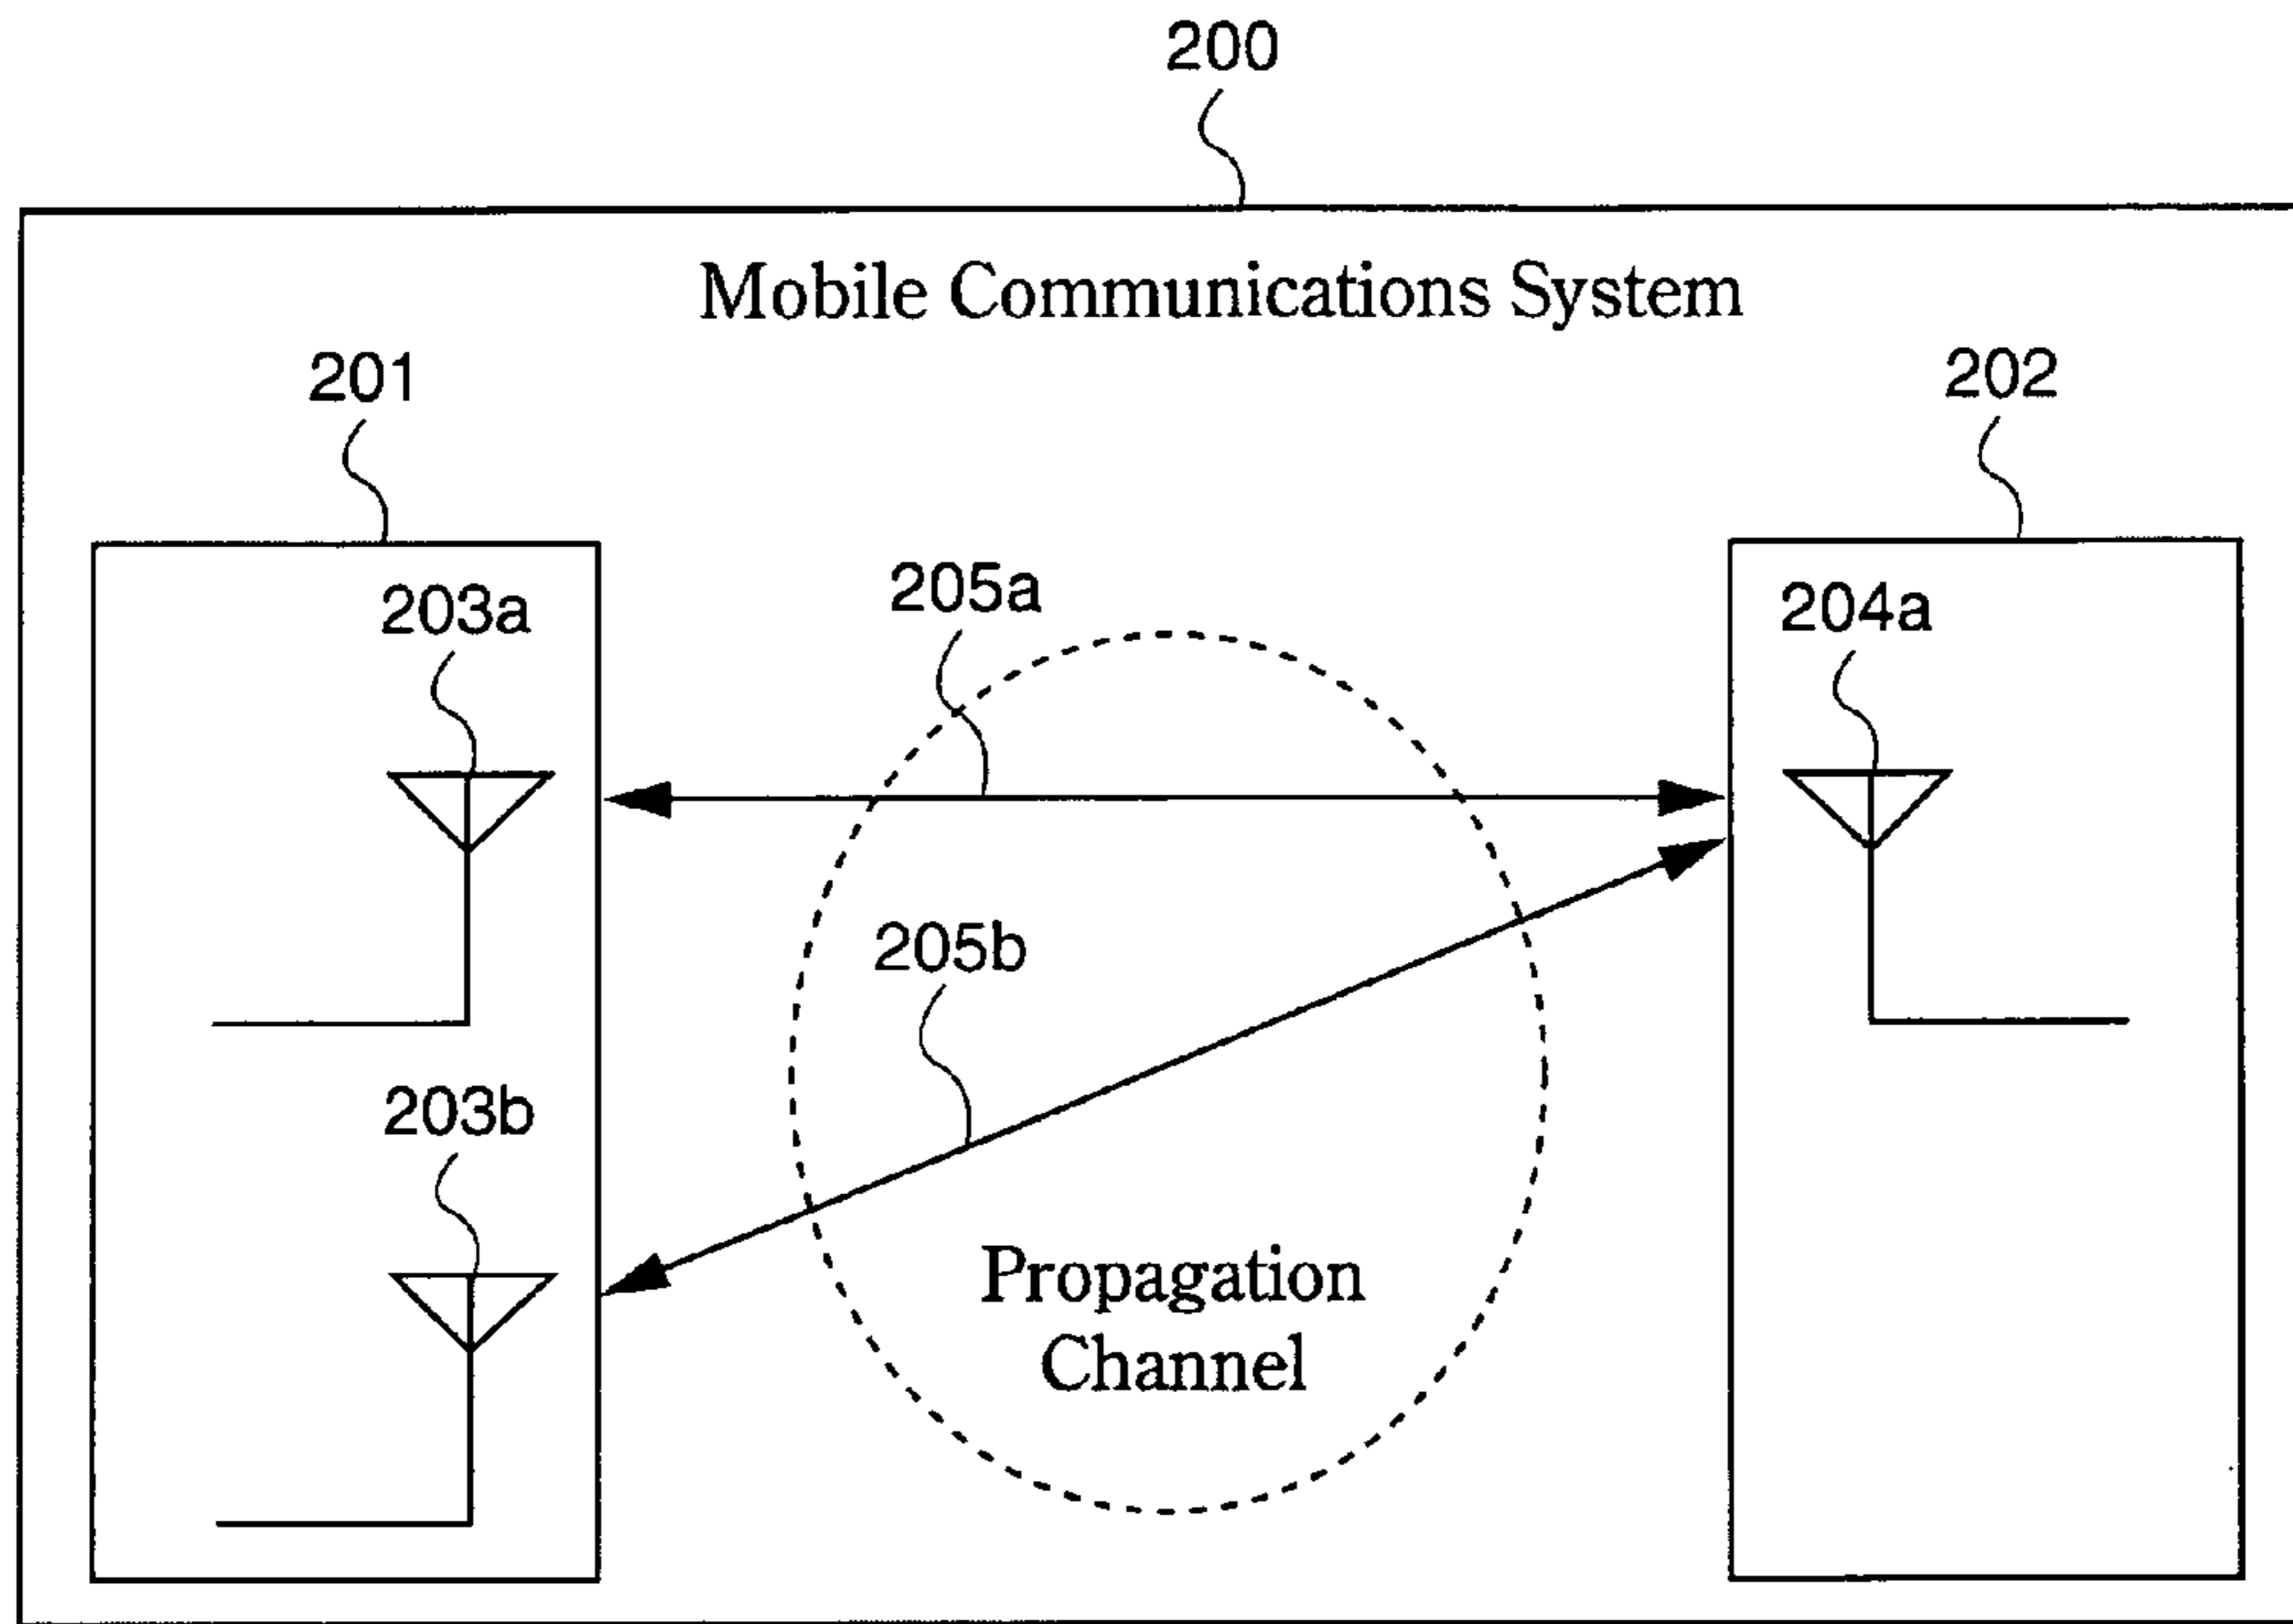 200
Mobile Communications System
201
202
203a
205a
204a
205b
203b
Propagation
Channel